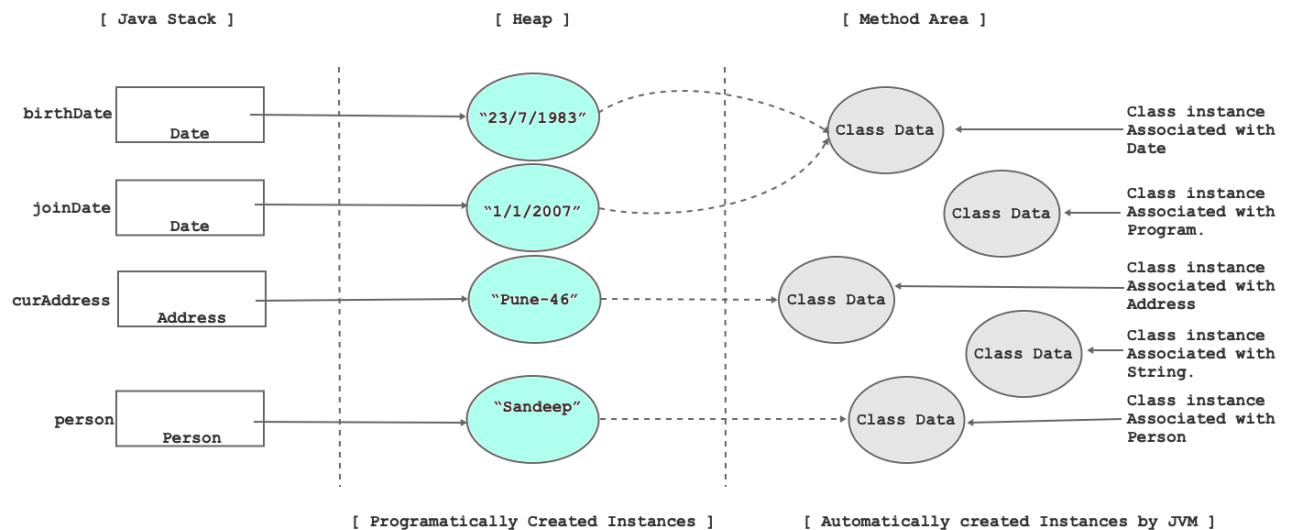 [ Java Stack ]
[ Heap ]
[ Method Area ]
birthDate
Date
“23/7/1983”
Class Data
Class instance
Associated with
Date
joinDate
Date
“1/1/2007”
Class Data
Class instance
Associated with
Program.
curAddress
Address
“Pune-46”
Class Data
Class instance
Associated with
Address
Class Data
Class instance
Associated with
String.
person
Person
“Sandeep”
Class Data
Class instance
Associated with
Person
[ Programatically Created Instances ]
[ Automatically created Instances by JVM ]